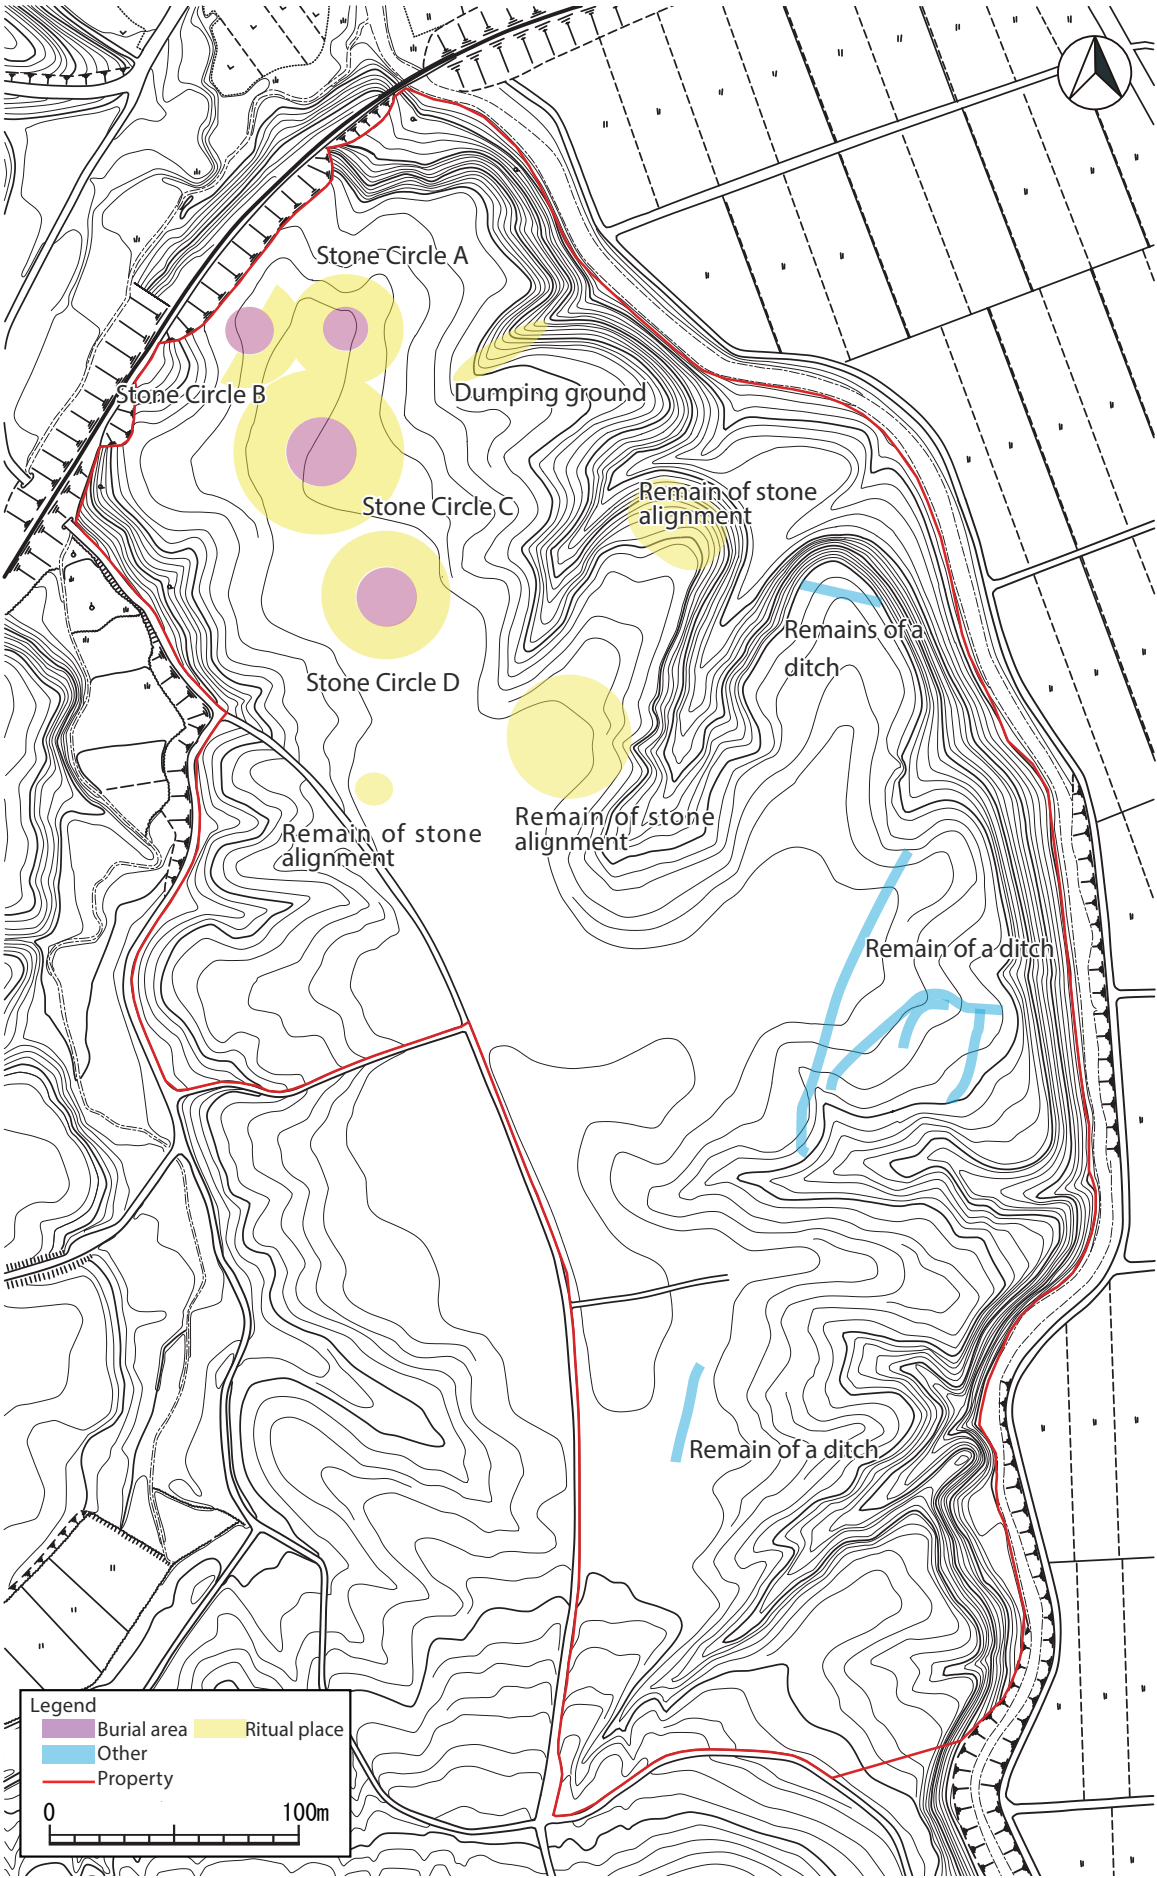 Stone Circle A
Stone Circle B
Dumping ground
Stone Circle C
Remain of stone
alignment
Remains of a
ditch
Stone Circle D
Remain of stone
alignment
Remain of stone
alignment
Remain of a ditch
Remain of a ditch
Legend
Burial area
Ritual place
Other
Property
0 100m